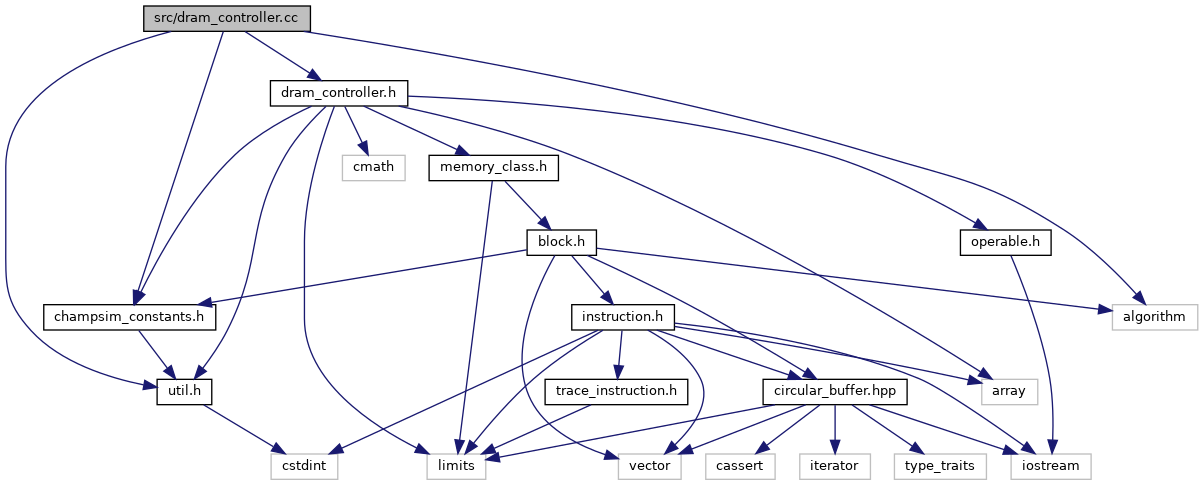 src/dram_controller.cc
dram_controller.h
cmath
memory_class.h
block.h
operable.h
champsim_constants.h
instruction.h
algorithm
util.h
trace_instruction.h
circular_buffer.hpp
array
cstdint
limits
vector
cassert
iterator
type_traits
iostream